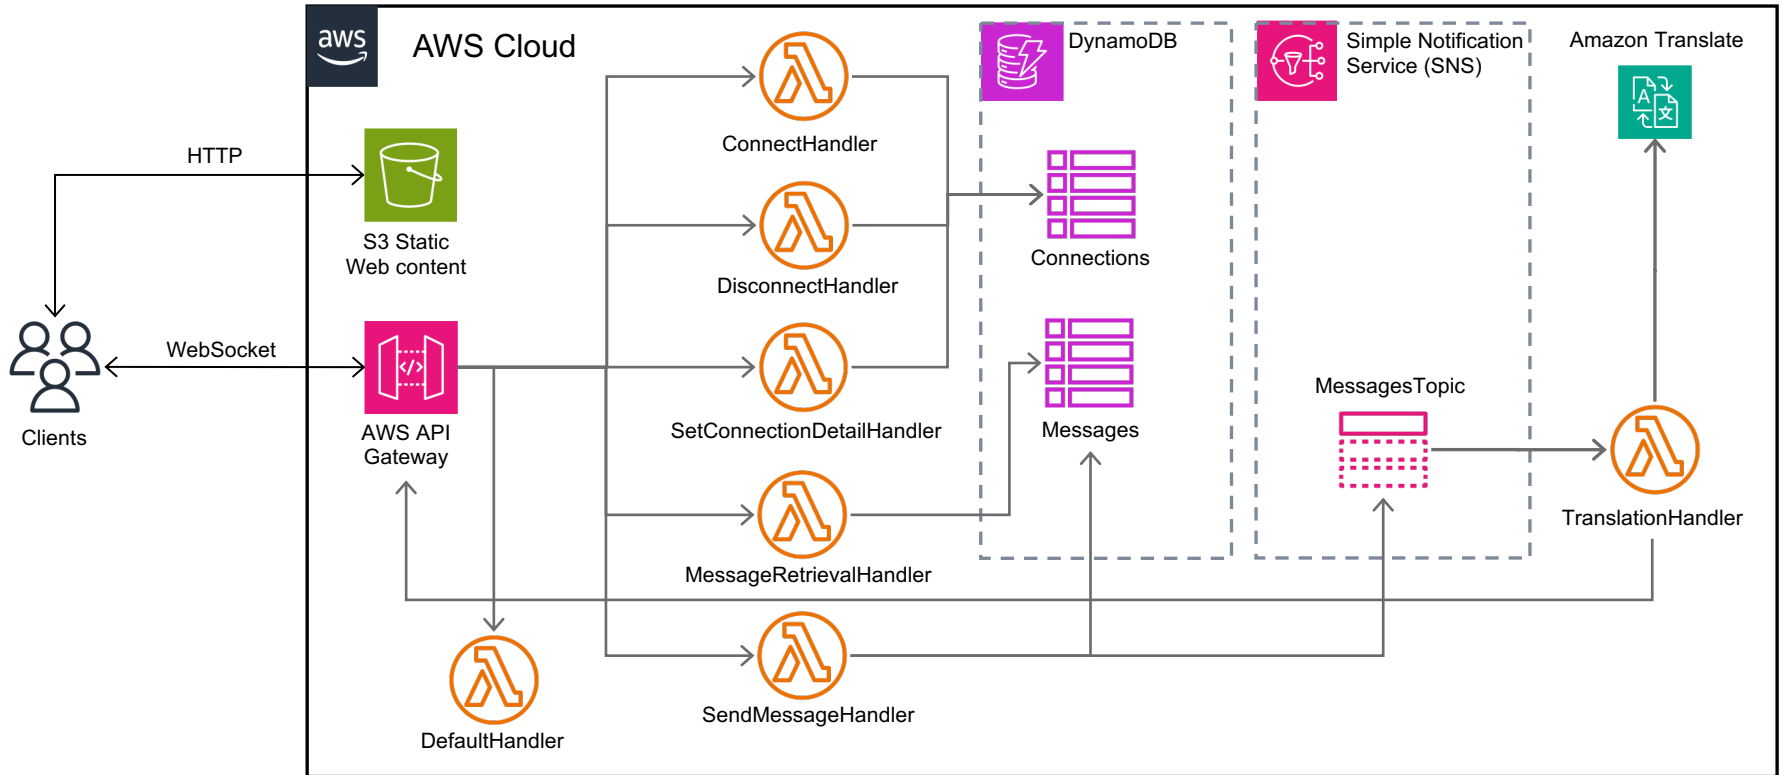 aws
AWS Cloud
DynamoDB
Simple Notification
Service (SNS)
Amazon Translate
A
文
HTTP
ConnectHandler
S3 Static
Web content
DisconnectHandler
Connections
WebSocket
</>
Clients
AWS API
Gateway
SetConnectionDetailHandler
Messages
MessagesTopic
TranslationHandler
MessageRetrievalHandler
SendMessageHandler
DefaultHandler